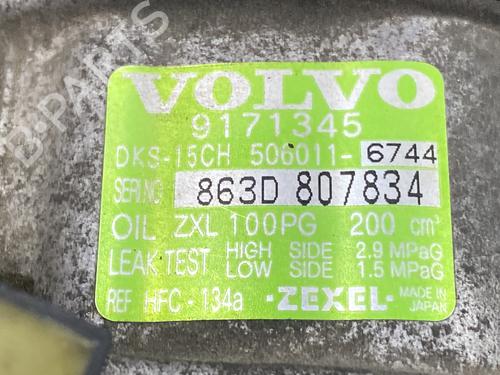 VOLVO
9171345
DKS-15CH 506011- 6744
SERI NO 863D 807834
OIL ZXL 100PG 200 cm³
LEAK TEST HIGH SIDE 2.9 MPaG
LOW SIDE 1.5 MPaG
REF HFC-134a ·ZEXEL· MADE IN
JAPAN
B-PARTS